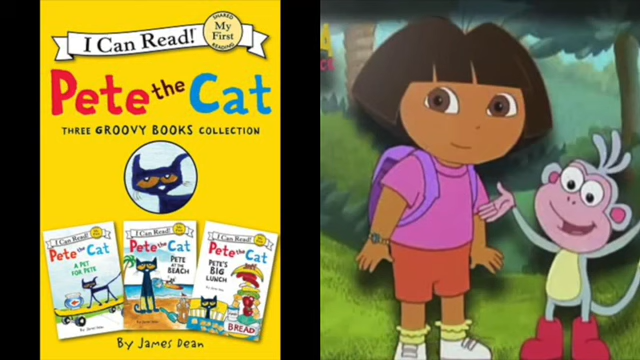 I Can Read!
SHARED
My
First
READING
Pete the Cat
THREE GROOVY BOOKS COLLECTION
I Can Read!
Pete the Cat
A PET
FOR PETE
I Can Read!
Pete the Cat
PETE
AT THE
BEACH
I Can Read!
Pete the Cat
PETE'S
BIG
LUNCH
BREAD
By James Dean